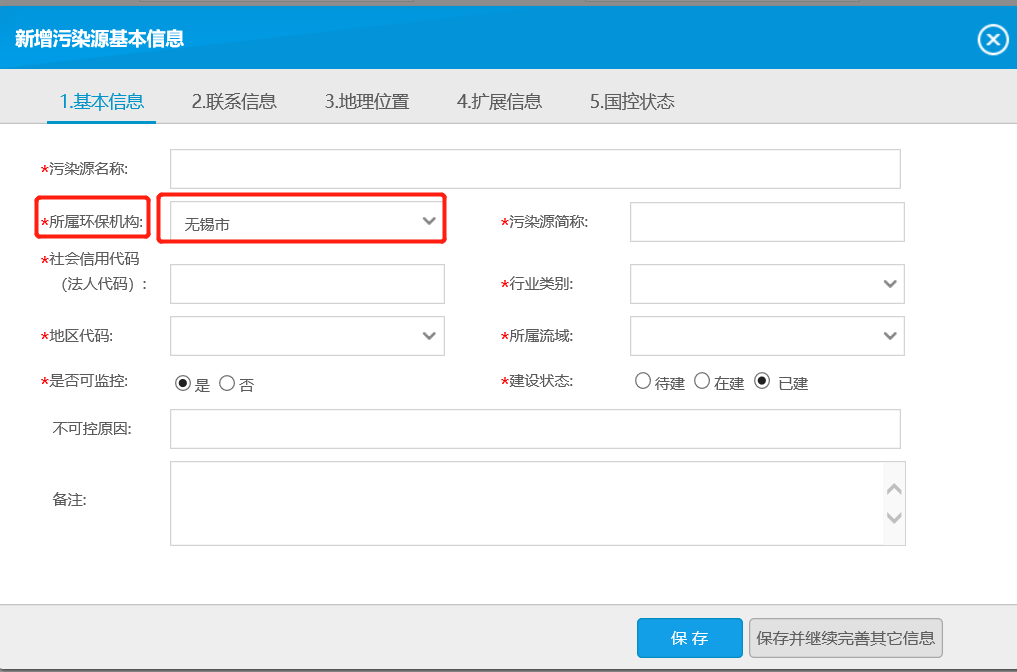 新增污染源基本信息
1.基本信息 2.联系信息 3.地理位置 4.扩展信息 5.国控状态
*污染源名称:
*所属环保机构: 无锡市 *污染源简称:
*社会信用代码
（法人代码）: *行业类别:
*地区代码: *所属流域:
*是否可监控: 是 否 *建设状态: 待建 在建 已建
不可控原因:
备注:
保 存 保存并继续完善其它信息